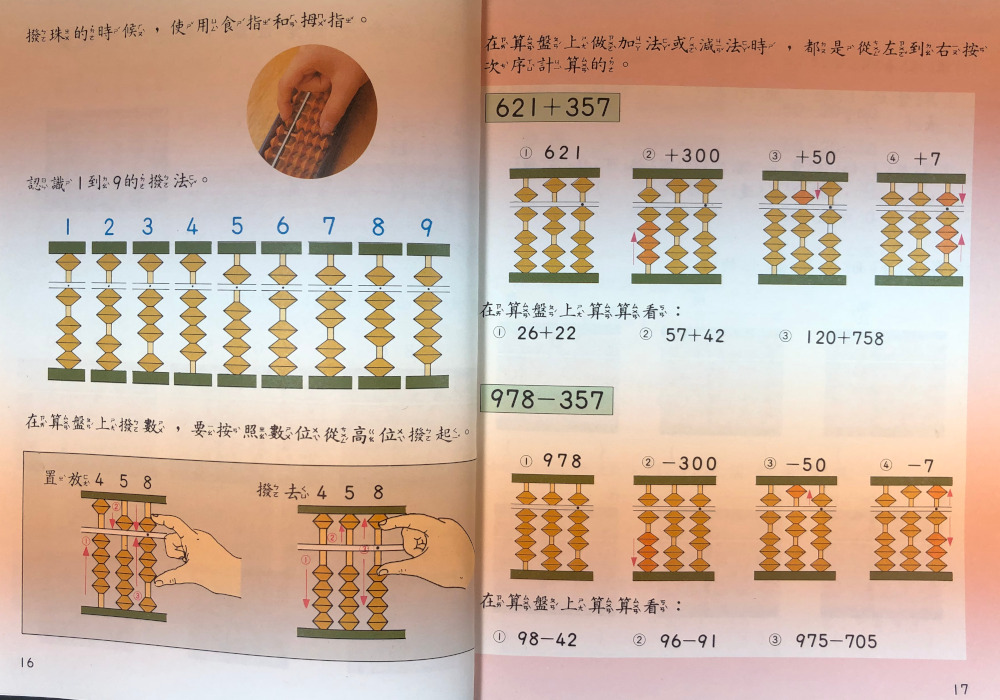 撥珠的時候，使用食指和拇指。
認識1到9的撥法。
1 2 3 4 5 6 7 8 9
在算盤上撥數，要按照數位從高位撥起。
置放458
① ② ③
撥去458
① ② ③
16
在算盤上做加法或減法時，都是從左到右按
次序計算的。
621+357
① 621 ② +300 ③ +50 ④ +7
在算盤上算算看：
① 26+22 ② 57+42 ③ 120+758
978−357
① 978 ② −300 ③ −50 ④ −7
在算盤上算算看：
① 98−42 ② 96−91 ③ 975−705
17